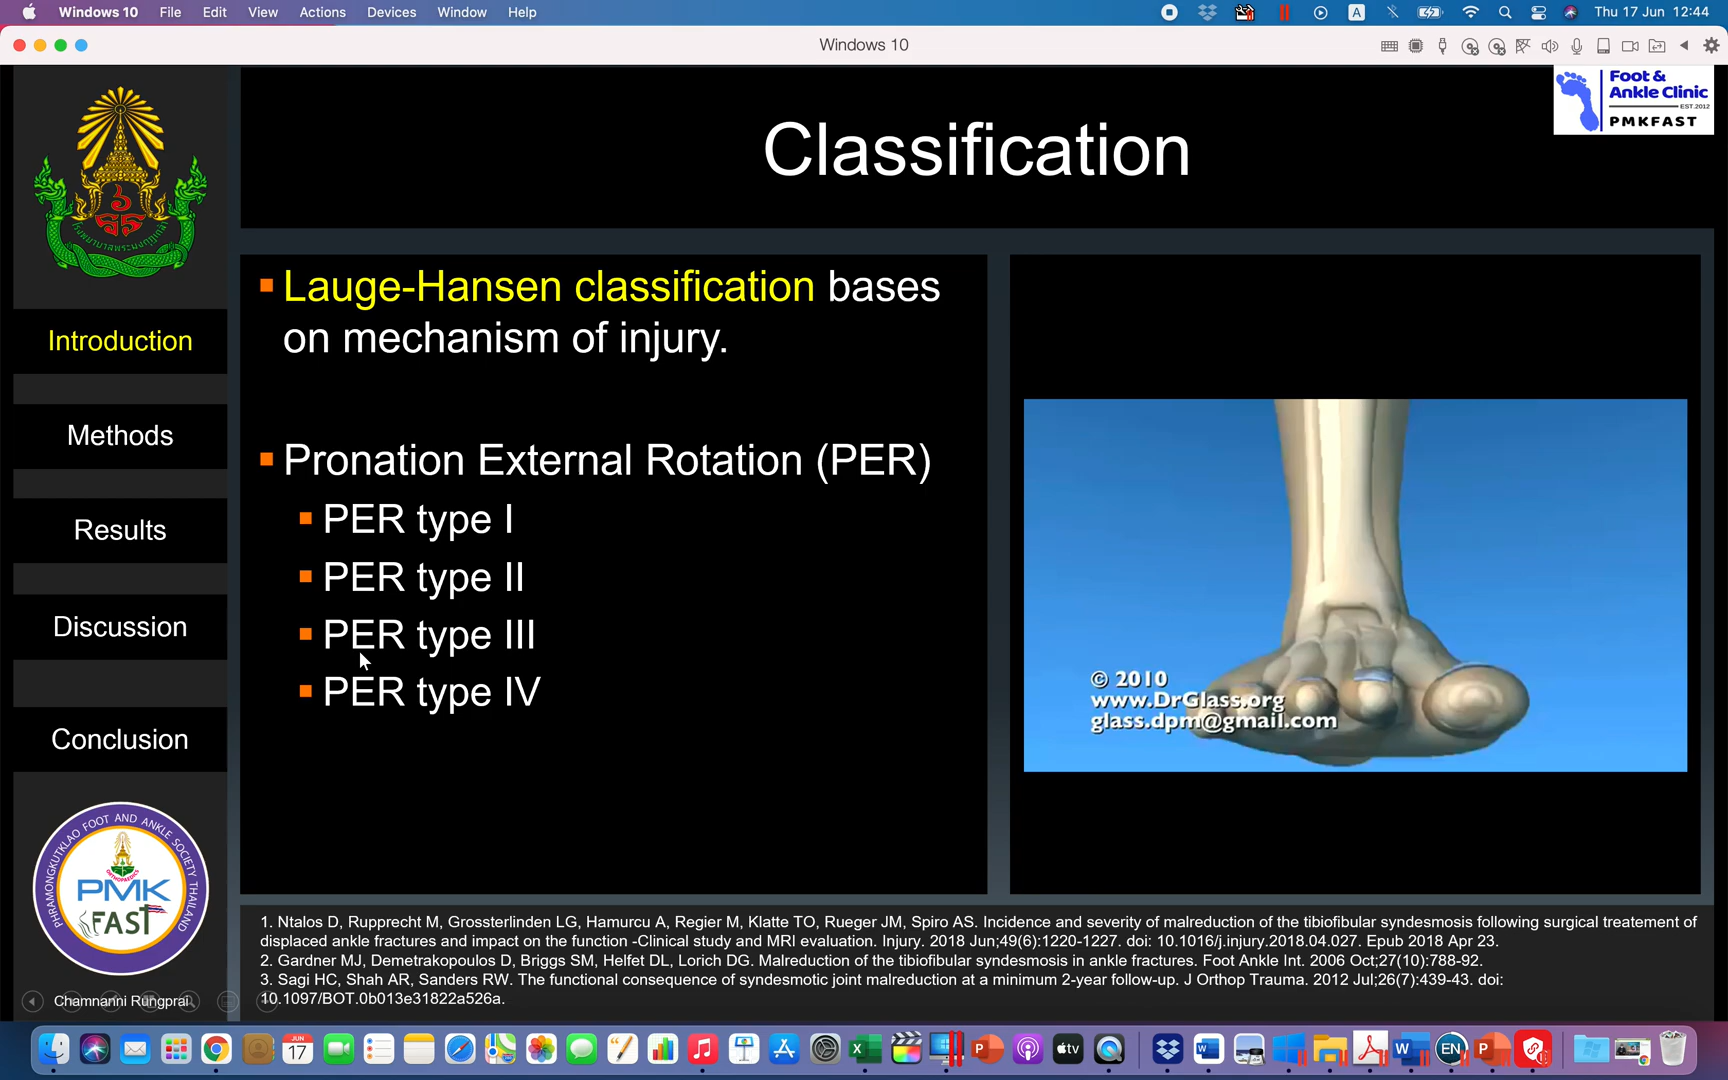 Windows 10 File Edit View Actions Devices Window Help
A
Thu 17 Jun 12:44
Windows 10
Foot &
Ankle Clinic
EST.2012
PMKFAST
Classification
Introduction
Methods
Results
Discussion
Conclusion
Lauge-Hansen classification bases
on mechanism of injury.
Pronation External Rotation (PER)
PER type I
PER type II
PER type III
PER type IV
© 2010
www.DrGlass.org
glass.dpm@gmail.com
PHRAMONGKUTKLAO FOOT AND ANKLE SOCIETY THAILAND
ORTHOPAEDICS
PMK
FAST
1. Ntalos D, Rupprecht M, Grossterlinden LG, Hamurcu A, Regier M, Klatte TO, Rueger JM, Spiro AS. Incidence and severity of malreduction of the tibiofibular syndesmosis following surgical treatement of
displaced ankle fractures and impact on the function -Clinical study and MRI evaluation. Injury. 2018 Jun;49(6):1220-1227. doi: 10.1016/j.injury.2018.04.027. Epub 2018 Apr 23.
2. Gardner MJ, Demetrakopoulos D, Briggs SM, Helfet DL, Lorich DG. Malreduction of the tibiofibular syndesmosis in ankle fractures. Foot Ankle Int. 2006 Oct;27(10):788-92.
3. Sagi HC, Shah AR, Sanders RW. The functional consequence of syndesmotic joint malreduction at a minimum 2-year follow-up. J Orthop Trauma. 2012 Jul;26(7):439-43. doi:
10.1097/BOT.0b013e31822a526a.
Chamnanni Rungprai
JUN
17
tv
EN